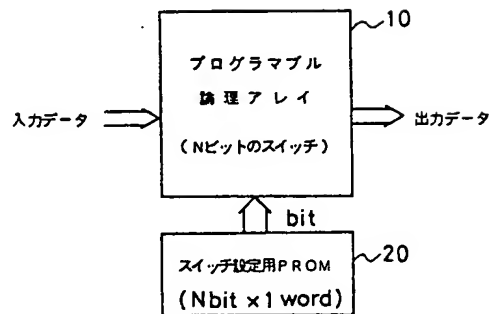 10
プログラマブル
論理アレイ
入力データ
出力データ
(Nビットのスイッチ)
bit
20
スイッチ設定用PROM
(Nbit x 1 word)